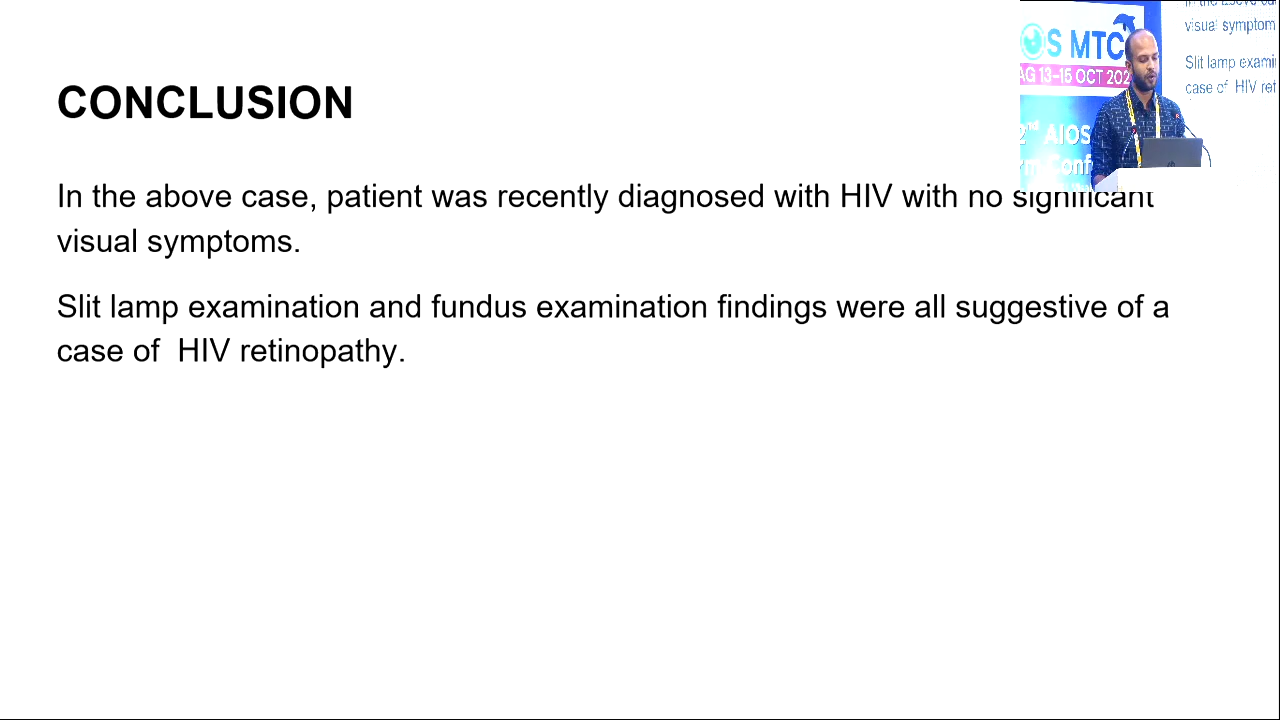 CONCLUSION
In the above case, patient was recently diagnosed with HIV with no significant
visual symptoms.
Slit lamp examination and fundus examination findings were all suggestive of a
case of  HIV retinopathy.
S MTC
13-15 OCT 202
AIOS
Conf
visual symptom
Slit lamp exami
case of HIV ret